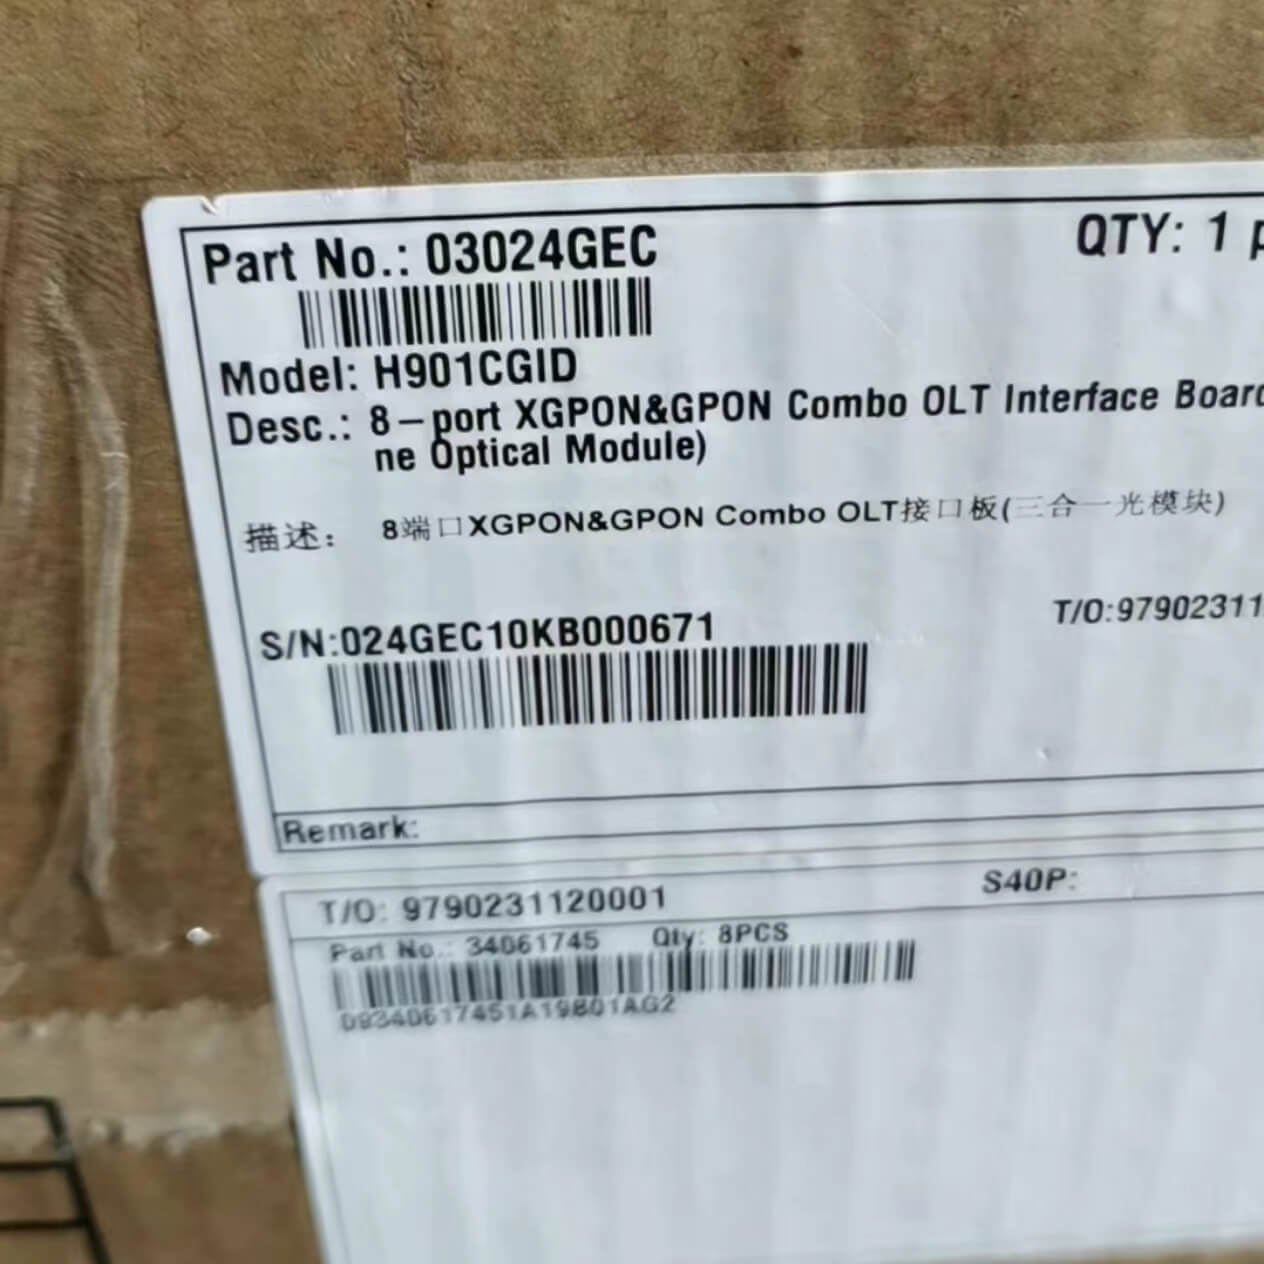 Part No.: 03024GEC
QTY: 1 p
Model: H901CGID
Desc.: 8-port XGPON&GPON Combo OLT Interface Board
ne Optical Module)
描述: 8端口XGPON&GPON Combo OLT接口板(三合一光模块)
S/N:024GEC10KB000671
T/O:97902311
Remark:
T/O: 9790231120001
S40P:
Part No.: 34061745 Qty: 8PCS
09340617451A19B01AG2